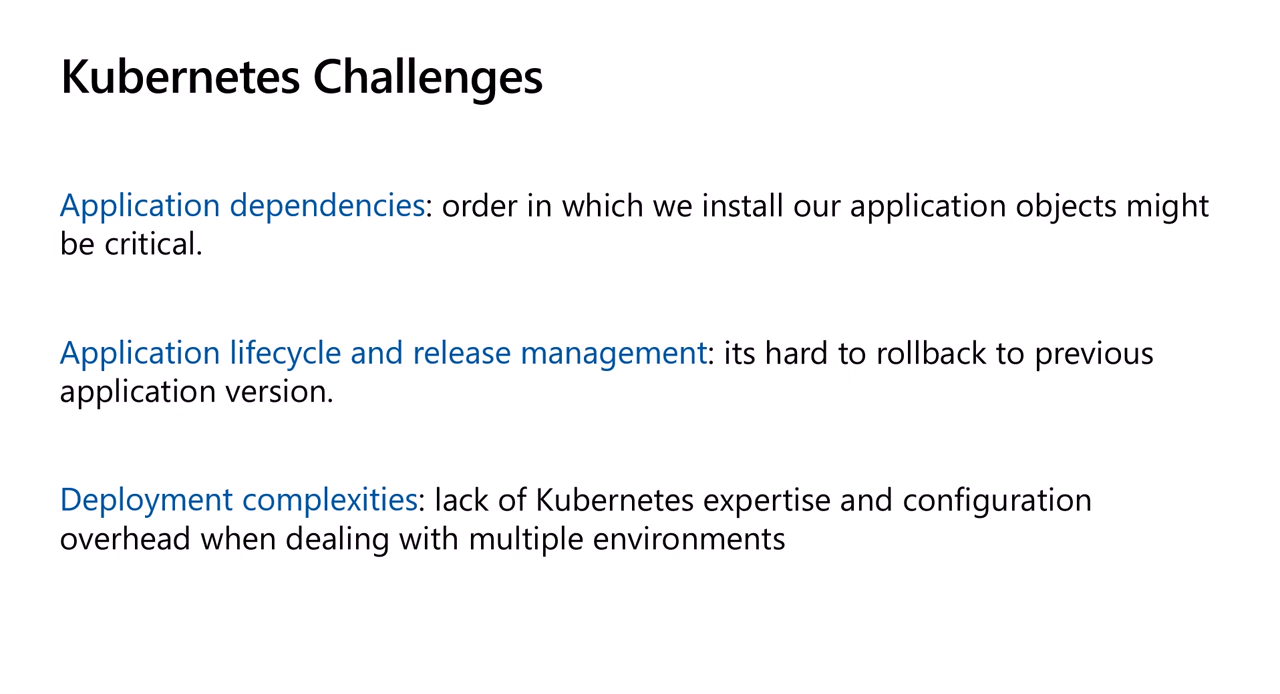 Kubernetes Challenges
Application dependencies: order in which we install our application objects might
be critical.
Application lifecycle and release management: its hard to rollback to previous
application version.
Deployment complexities: lack of Kubernetes expertise and configuration
overhead when dealing with multiple environments